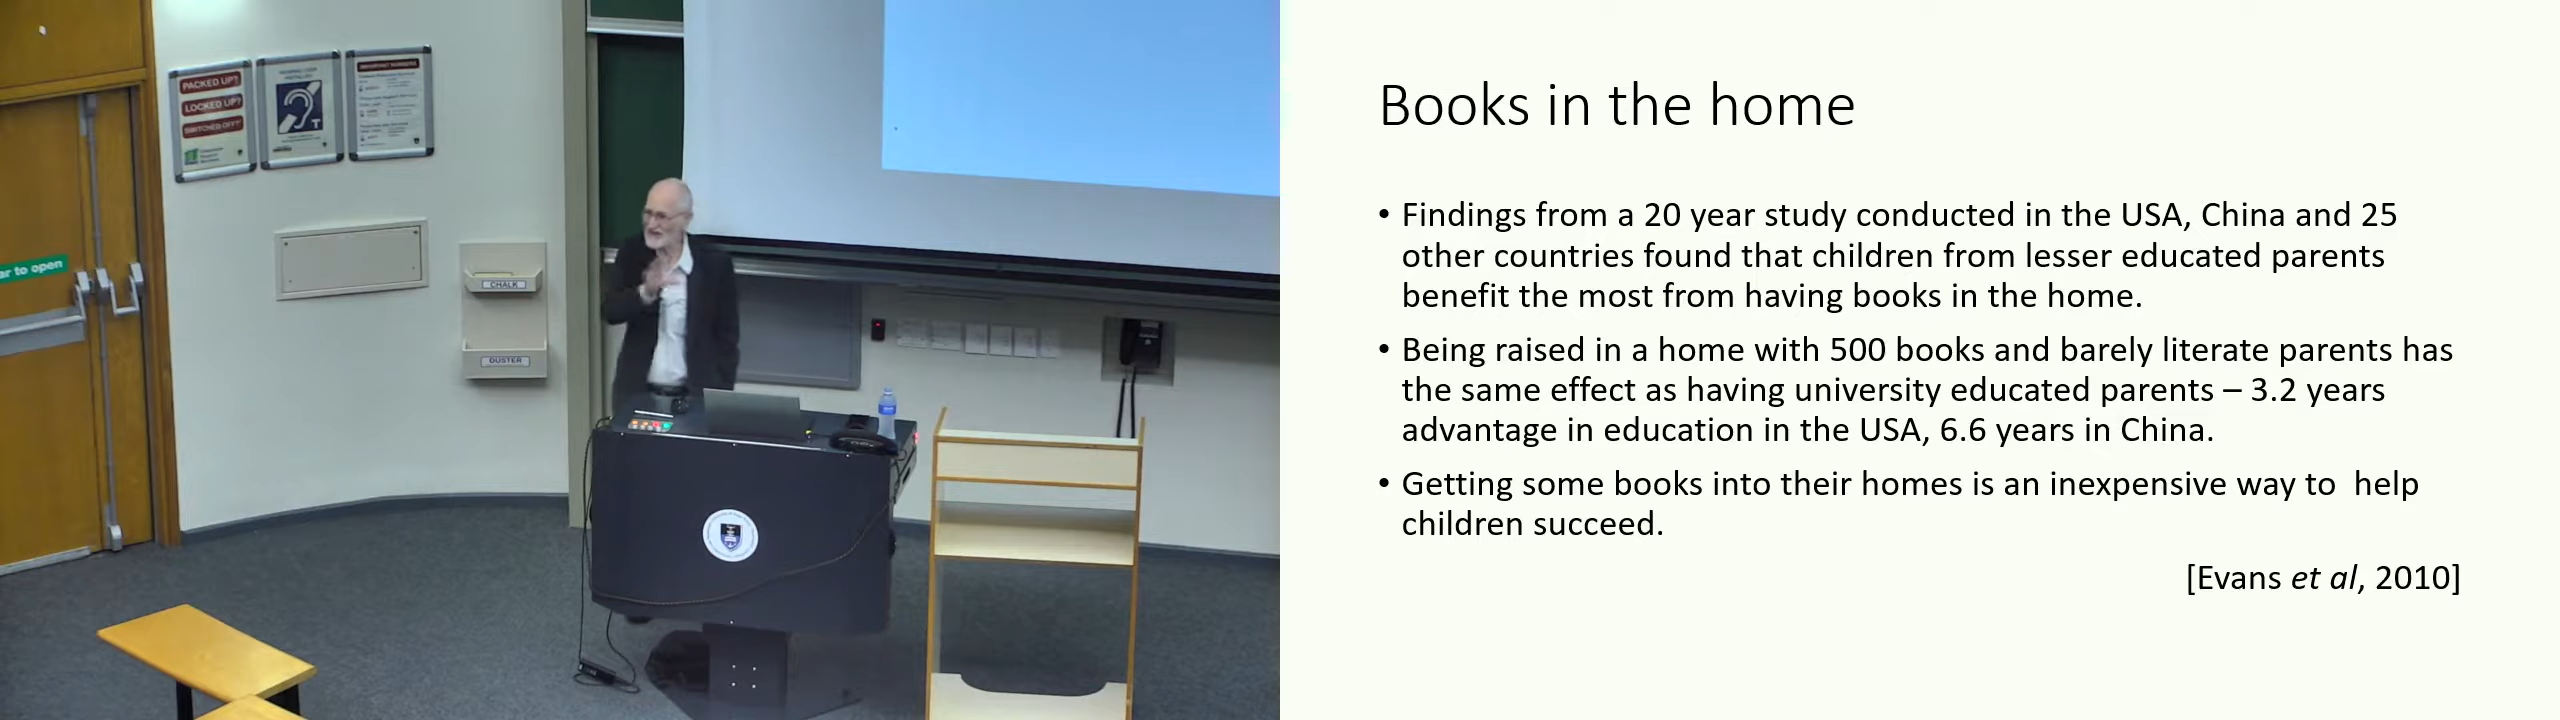 PACKED UP?
LOCKED UP?
SWITCHED OFF?
IMPORTANT NUMBERS
T
ar to open
CHALK
DUSTER
Books in the home
• Findings from a 20 year study conducted in the USA, China and 25
other countries found that children from lesser educated parents
benefit the most from having books in the home.
• Being raised in a home with 500 books and barely literate parents has
the same effect as having university educated parents – 3.2 years
advantage in education in the USA, 6.6 years in China.
• Getting some books into their homes is an inexpensive way to  help
children succeed.
[Evans et al, 2010]